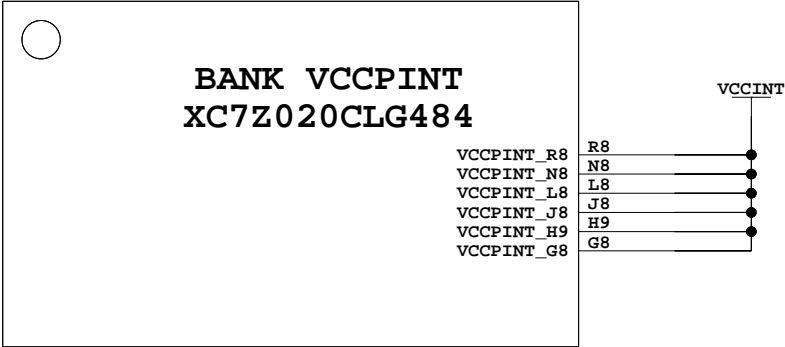 BANK VCCPINT
XC7Z020CLG484
VCCINT
VCCPINT_R8 R8
VCCPINT_N8 N8
VCCPINT_L8 L8
VCCPINT_J8 J8
VCCPINT_H9 H9
VCCPINT_G8 G8